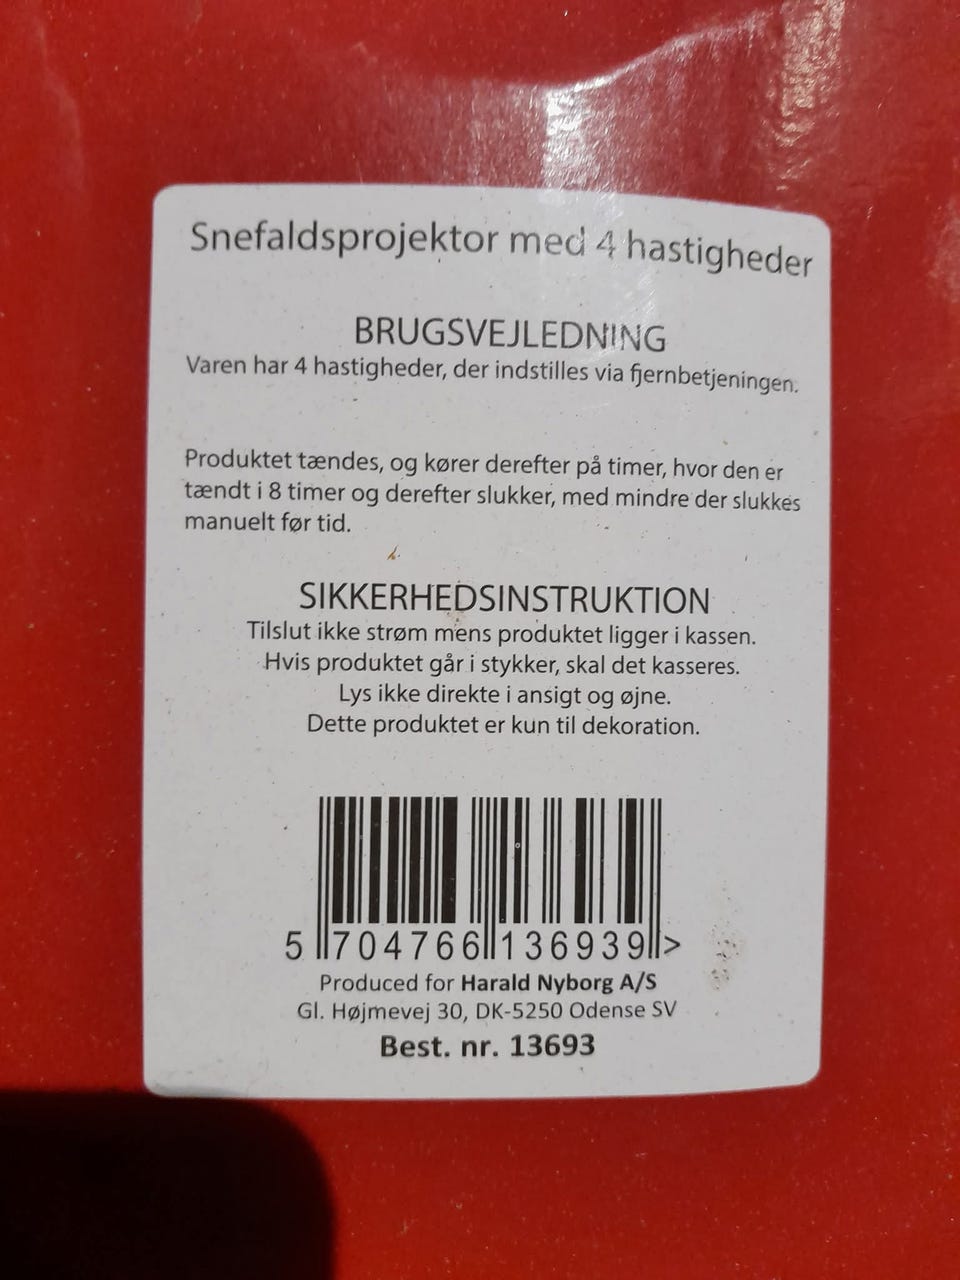 Snefaldsprojektor med 4 hastigheder
BRUGSVEJLEDNING
Varen har 4 hastigheder, der indstilles via fjernbetjeningen.
Produktet tændes, og kører derefter på timer, hvor den er
tændt i 8 timer og derefter slukker, med mindre der slukkes
manuelt før tid.
SIKKERHEDSINSTRUKTION
Tilslut ikke strøm mens produktet ligger i kassen.
Hvis produktet går i stykker, skal det kasseres.
Lys ikke direkte i ansigt og øjne.
Dette produktet er kun til dekoration.
5 704766 136939 >
Produced for Harald Nyborg A/S
Gl. Højmevej 30, DK-5250 Odense SV
Best. nr. 13693